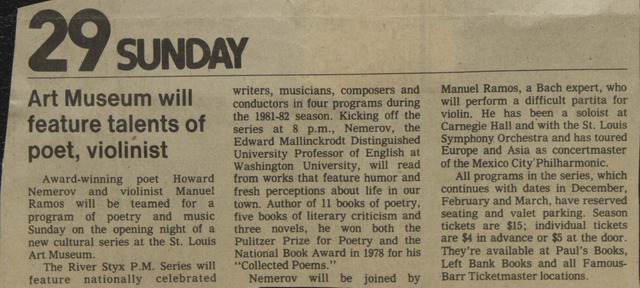 29 SUNDAY
Art Museum will
feature talents of
poet, violinist
Award-winning poet Howard
Nemerov and violinist Manuel
Ramos will be teamed for a
program of poetry and music
Sunday on the opening night of a
new cultural series at the St. Louis
Art Museum.
The River Styx P.M. Series will
feature nationally celebrated
writers, musicians, composers and
conductors in four programs during
the 1981-82 season. Kicking off the
series at 8 p.m., Nemerov, the
Edward Mallinckrodt Distinguished
University Professor of English at
Washington University, will read
from works that feature humor and
fresh perceptions about life in our
town. Author of 11 books of poetry,
five books of literary criticism and
three novels, he won both the
Pulitzer Prize for Poetry and the
National Book Award in 1978 for his
"Collected Poems."
Nemerov will be joined by
Manuel Ramos, a Bach expert, who
will perform a difficult partita for
violin. He has been a soloist at
Carnegie Hall and with the St. Louis
Symphony Orchestra and has toured
Europe and Asia as concertmaster
of the Mexico City Philharmonic.
All programs in the series, which
continues with dates in December,
February and March, have reserved
seating and valet parking. Season
tickets are $15; individual tickets
are $4 in advance or $5 at the door.
They're available at Paul's Books,
Left Bank Books and all Famous-
Barr Ticketmaster locations.